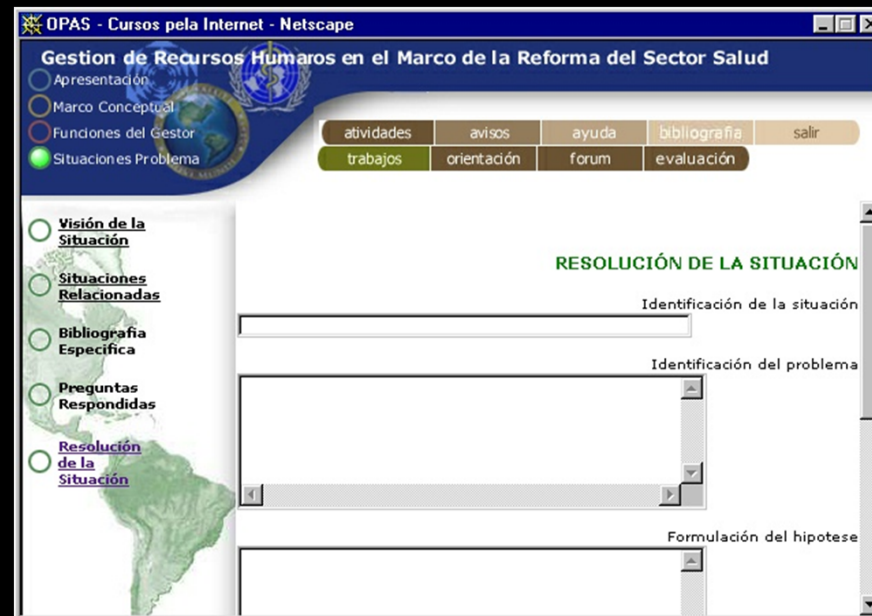 OPAS - Cursos pela Internet - Netscape
Gestion de Recursos Humaros en el Marco de la Reforma del Sector Salud
Apresentación
Marco Conceptual
Funciones del Gestor
Situaciones Problema
atividades avisos ayuda bibliografia salir
trabajos orientación forum evaluación
Visión de la
Situación
Situaciones
Relacionadas
Bibliografia
Especifica
Preguntas
Respondidas
Resolución
de la
Situación
RESOLUCIÓN DE LA SITUACIÓN
Identificación de la situación
Identificación del problema
Formulación del hipotese